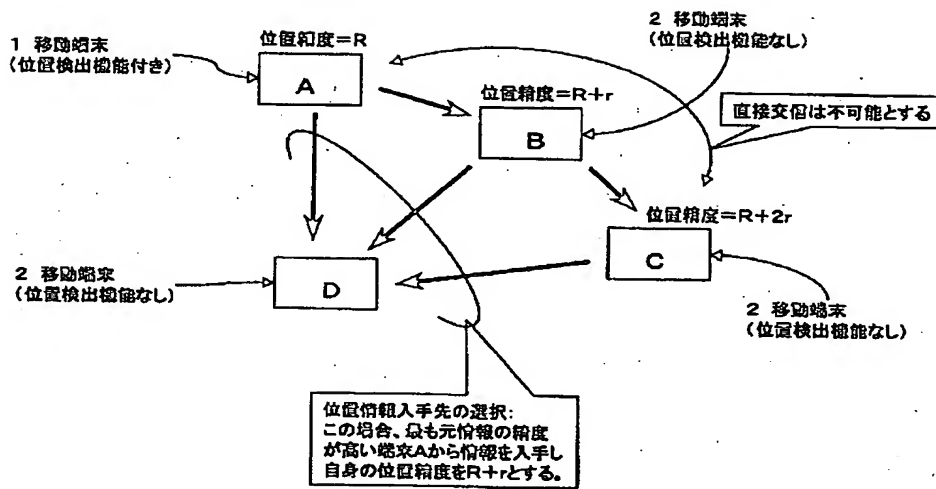 1 移動端末
(位置検出機能付き)
位置精度=R
A
2 移動端末
(位置検出機能なし)
位置精度=R+r
B
直接交信は不可能とする
位置精度=R+2r
C
2 移動端末
(位置検出機能なし)
D
2 移動端末
(位置検出機能なし)
位置情報入手先の選択:
この場合、最も元情報の精度
が高い端末Aから情報を入手し
自身の位置精度をR+rとする。